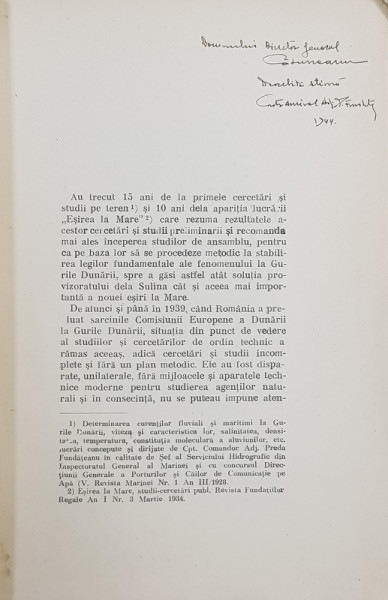 Domnului Director General
Deosebită stimă
1944.
Au trecut 15 ani de la primele cercetări şi
studii pe teren 1) şi 10 ani dela apariţia lucrării
„Eşirea la Mare" 2) care rezuma rezultatele a-
cestor cercetări şi studii preliminarii şi recomanda
mai ales începerea studiilor de ansamblu, pentru
ca pe baza lor să se procedeze metodic la stabili-
rea legilor fundamentale ale fenomenului la Gu-
rile Dunării, spre a găsi astfel atât soluţia pro-
vizoratului dela Sulina cât şi aceea mai impor-
tantă a nouei eşiri la Mare.
De atunci şi până în 1939, când România a pre-
luat sarcinile Comisiunii Europene a Dunării
la Gurile Dunării, situaţia din punct de vedere
al studiilor şi cercetărilor de ordin technic a
rămas aceeaş, adică cercetări şi studii incom-
plete şi fără un plan metodic. Ele au fost dispa-
rate, unilaterale, fără mijloacele şi aparatele tech-
nice moderne pentru studierea agenţilor natu-
rali şi în consecinţă, nu se puteau impune aten-
1) Determinarea curenţilor fluviali şi maritimi la Gu-
rile Dunării, viteza şi caracteristica lor, salinitatea, densi-
tatea, temperatura, constituţia moleculară a aluviunilor, etc.
lucrări concepute şi dirijate de Cpt. Comandor Adj. Preda
Fundăţeanu în calitate de Şef al Serviciului Hidrografic din
Inspectoratul General al Marinei şi cu concursul Direc-
ţiunii Generale a Porturilor şi Căilor de Comunicaţie pe
Apă (V. Revista Marinei Nr. 1 An III/1928.
2) Eşirea la Mare, studii-cercetări publ. Revista Fundaţiilor
Regale An I Nr. 3 Martie 1934.